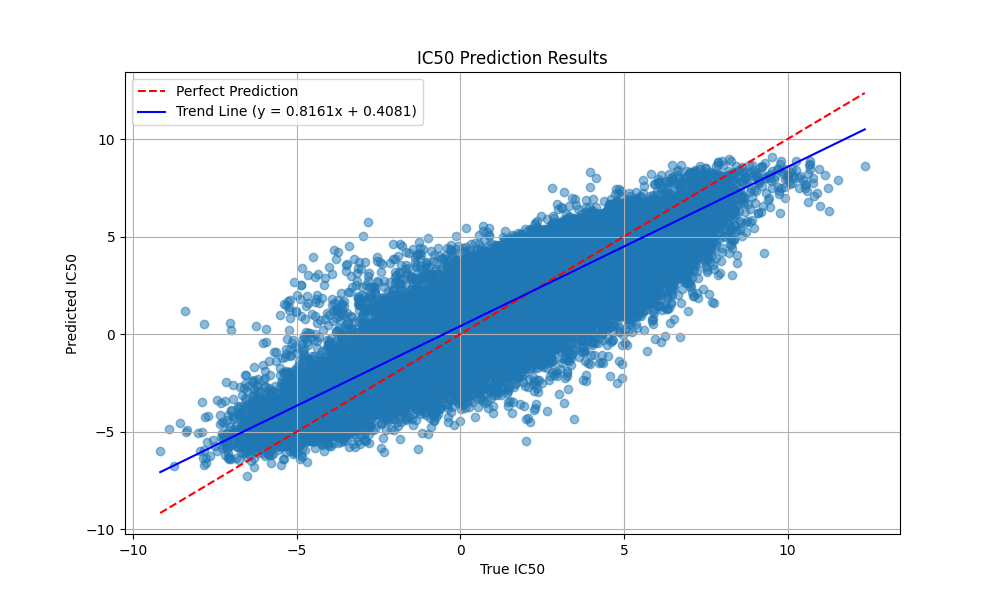 IC50 Prediction Results
Perfect Prediction
Trend Line (y = 0.8161x + 0.4081)
10
5
0
−5
−10
Predicted IC50
−10 −5 0 5 10
True IC50